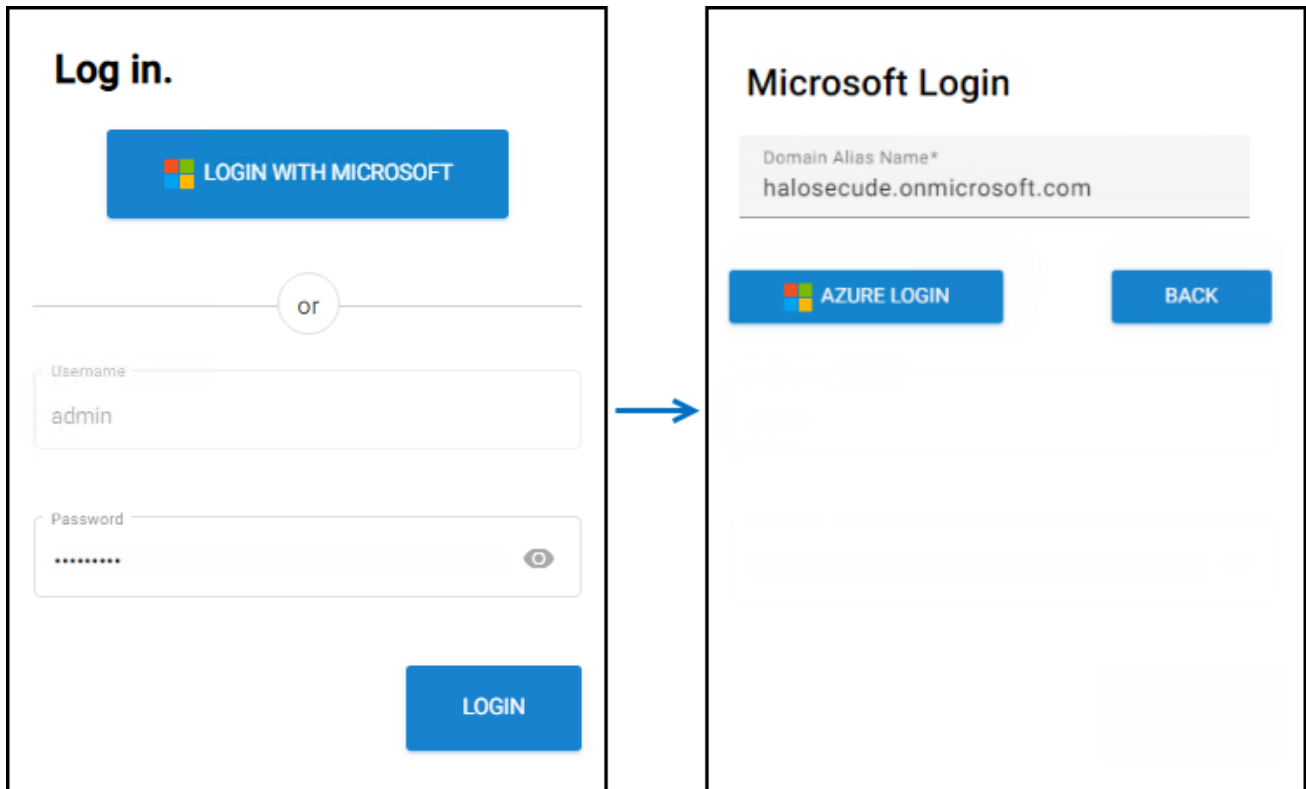 Log in.
LOGIN WITH MICROSOFT
or
Username
admin
Password
•••••••••
LOGIN
Microsoft Login
Domain Alias Name*
halosecude.onmicrosoft.com
AZURE LOGIN
BACK